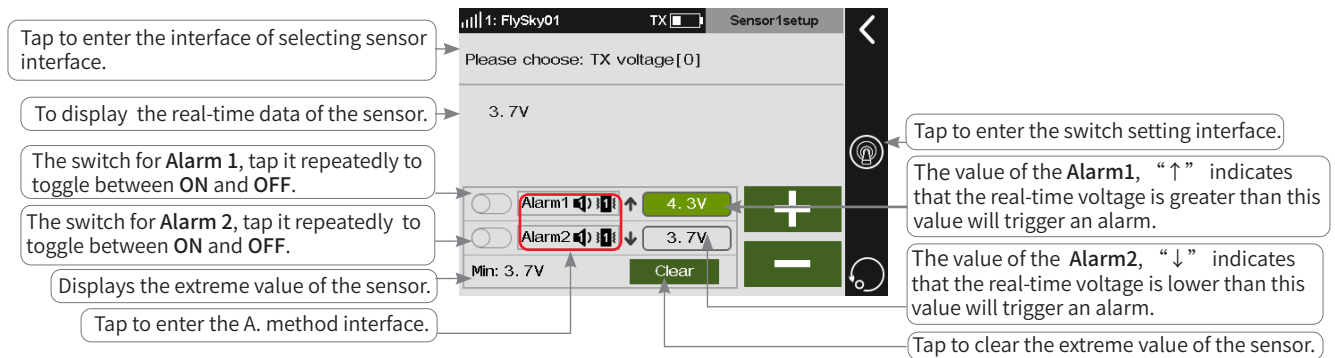 1: FlySky01 TX Sensor1setup
Tap to enter the interface of selecting sensor
interface.
Please choose: TX voltage[0]
To display the real-time data of the sensor.
3.7V
Tap to enter the switch setting interface.
The switch for Alarm 1, tap it repeatedly to
toggle between ON and OFF.
The value of the Alarm1, “↑” indicates
that the real-time voltage is greater than this
value will trigger an alarm.
Alarm1 1 ↑ 4.3V
The switch for Alarm 2, tap it repeatedly to
toggle between ON and OFF.
Alarm2 1 ↓ 3.7V
The value of the Alarm2, “↓” indicates
that the real-time voltage is lower than this
value will trigger an alarm.
Min: 3.7V Clear
Displays the extreme value of the sensor.
Tap to enter the A. method interface.
Tap to clear the extreme value of the sensor.